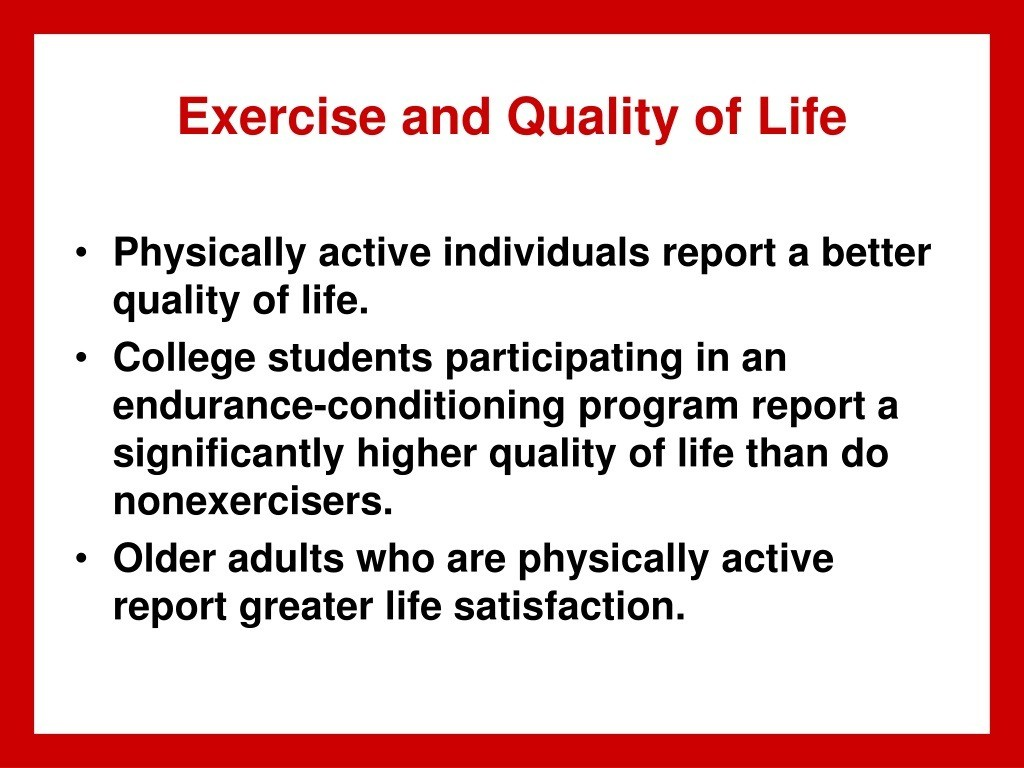 Exercise and Quality of Life
• Physically active individuals report a better
quality of life.
• College students participating in an
endurance-conditioning program report a
significantly higher quality of life than do
nonexercisers.
• Older adults who are physically active
report greater life satisfaction.